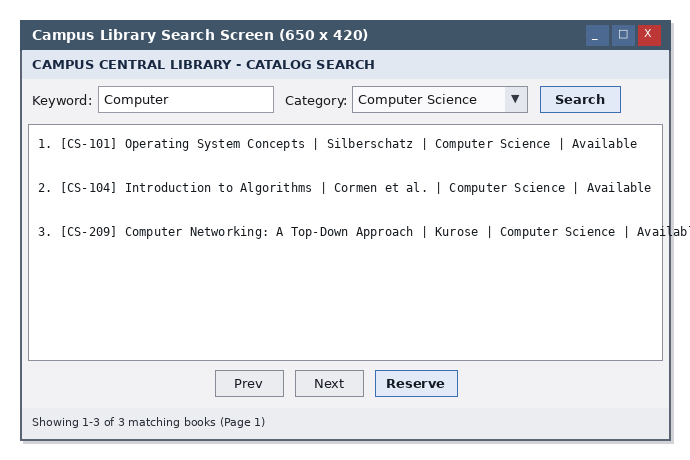 Campus Library Search Screen (650 x 420) _ □ X
CAMPUS CENTRAL LIBRARY - CATALOG SEARCH
Keyword: Computer Category: Computer Science ▼ Search
1. [CS-101] Operating System Concepts | Silberschatz | Computer Science | Available
2. [CS-104] Introduction to Algorithms | Cormen et al. | Computer Science | Available
3. [CS-209] Computer Networking: A Top-Down Approach | Kurose | Computer Science | Availabl
Prev Next Reserve
Showing 1-3 of 3 matching books (Page 1)